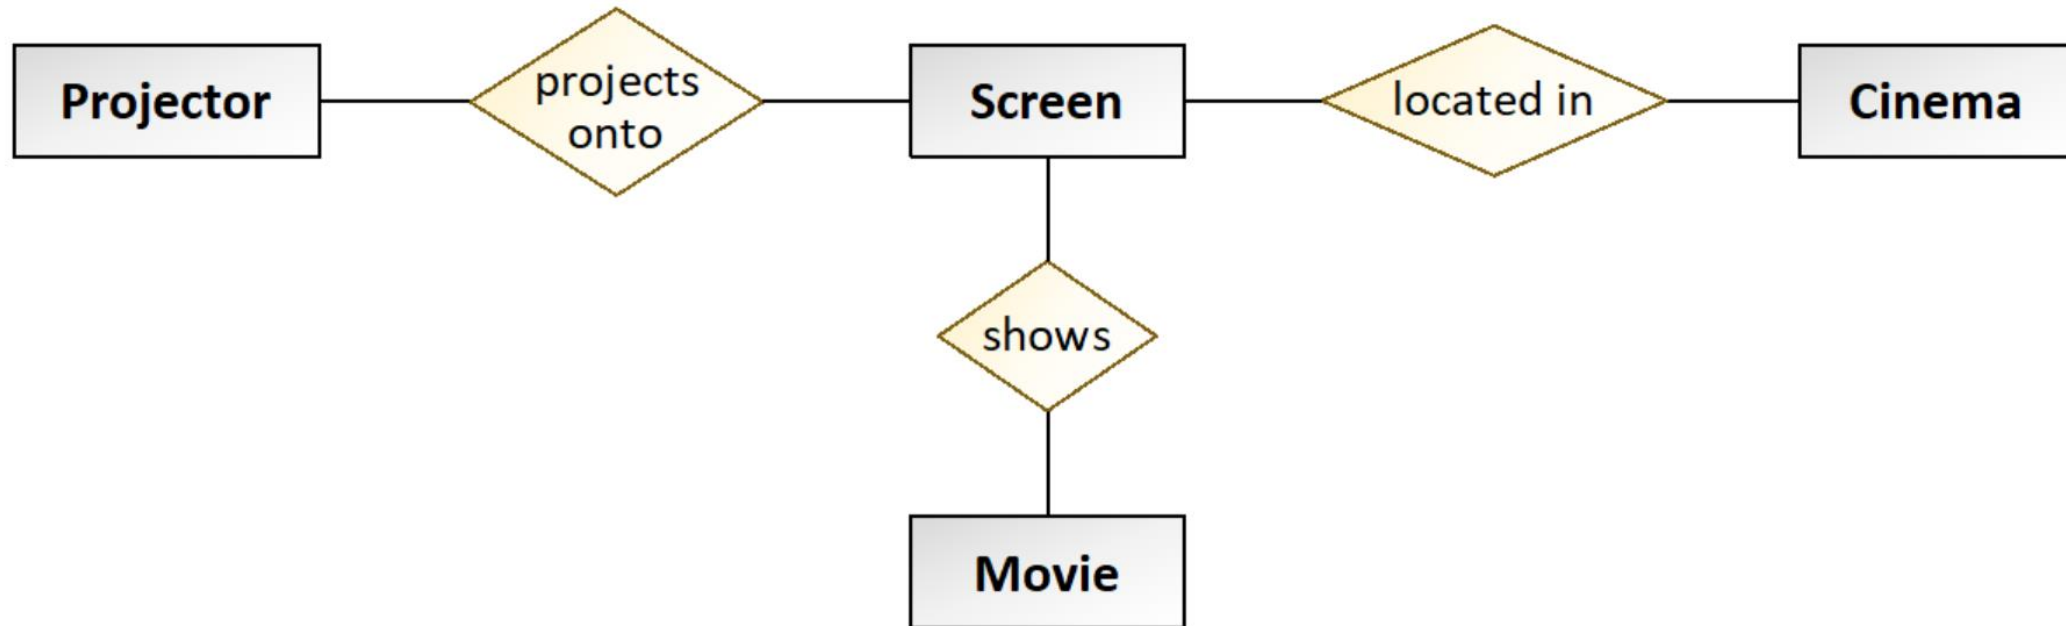 Projector
projects
onto
Screen
located in
Cinema
shows
Movie